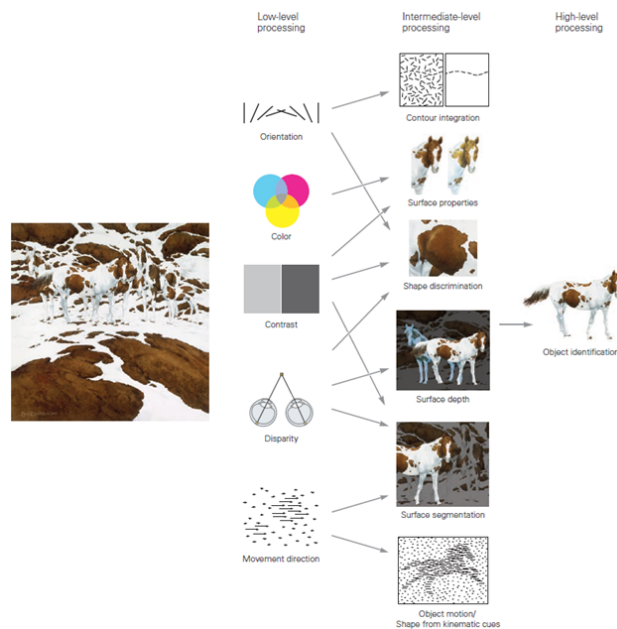 Low-level
processing
Intermediate-level
processing
High-level
processing
Orientation
Contour integration
Color
Surface properties
Contrast
Shape discrimination
Object identification
Disparity
Surface depth
Surface segmentation
Movement direction
Object motion/
Shape from kinematic cues